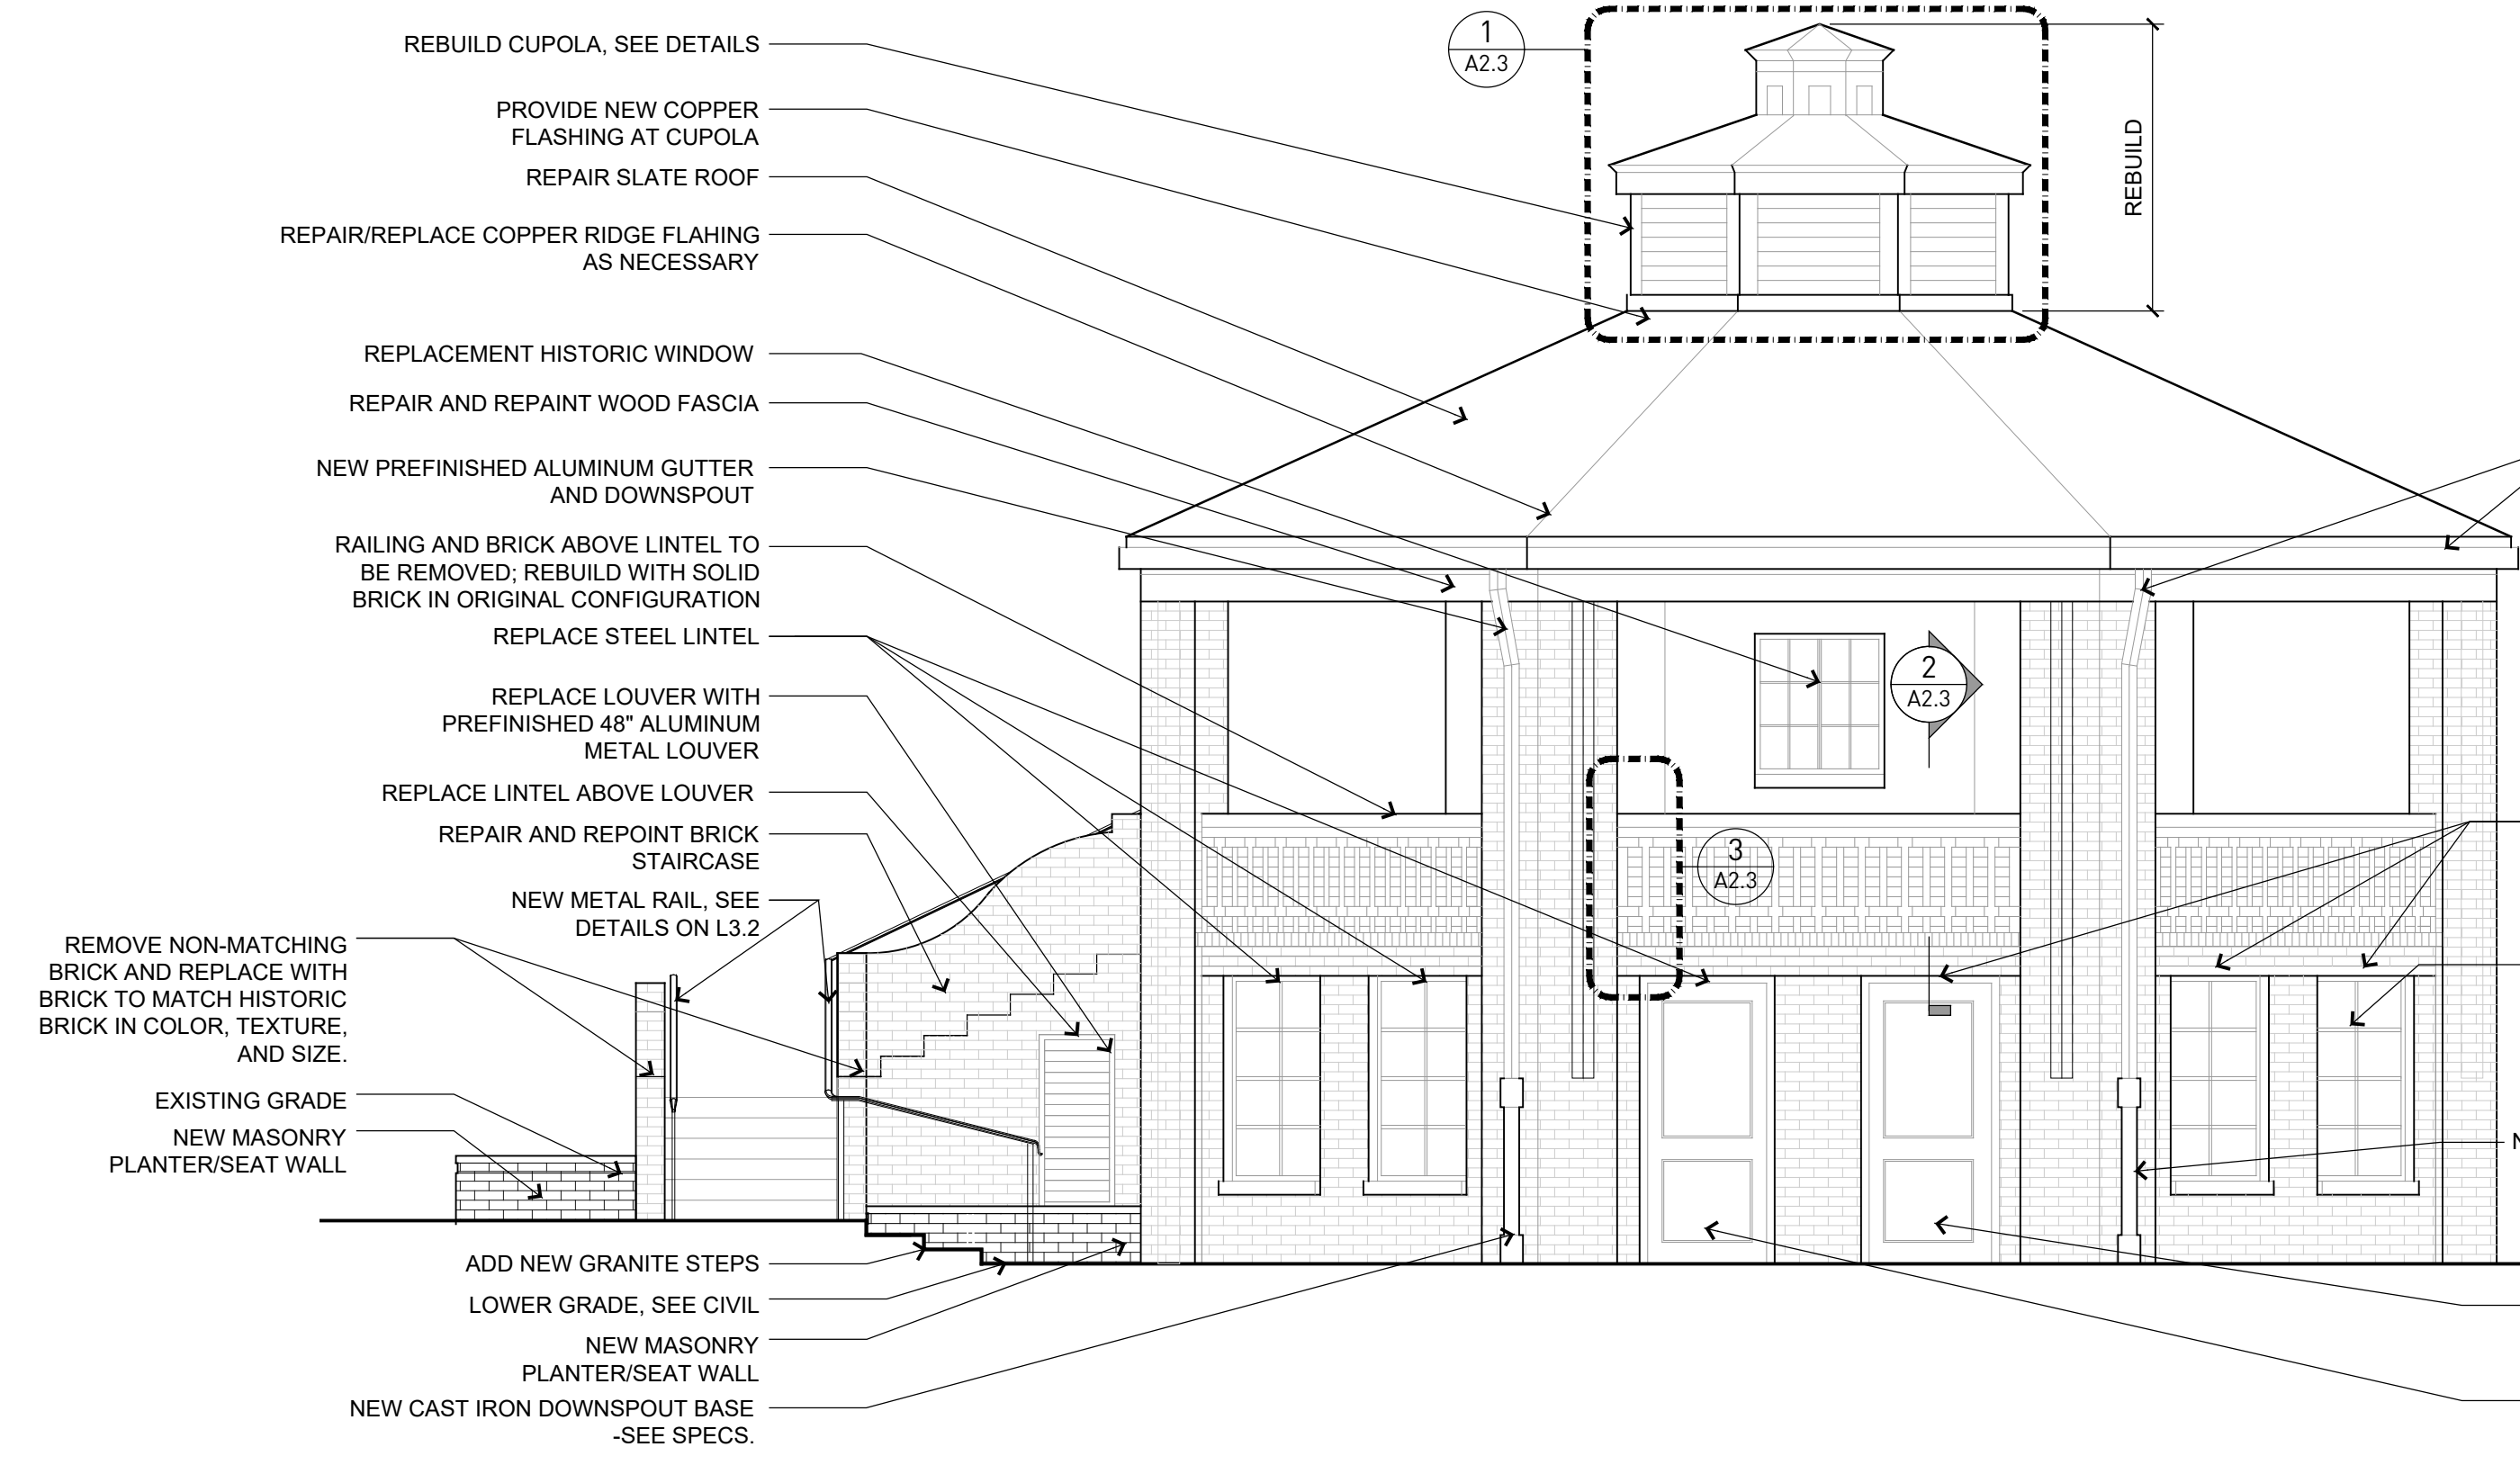 REBUILD CUPOLA, SEE DETAILS
PROVIDE NEW COPPER
FLASHING AT CUPOLA
REPAIR SLATE ROOF
REPAIR/REPLACE COPPER RIDGE FLAHING
AS NECESSARY
REPLACEMENT HISTORIC WINDOW
REPAIR AND REPAINT WOOD FASCIA
NEW PREFINISHED ALUMINUM GUTTER
AND DOWNSPOUT
RAILING AND BRICK ABOVE LINTEL TO
BE REMOVED; REBUILD WITH SOLID
BRICK IN ORIGINAL CONFIGURATION
REPLACE STEEL LINTEL
REPLACE LOUVER WITH
PREFINISHED 48" ALUMINUM
METAL LOUVER
REPLACE LINTEL ABOVE LOUVER
REPAIR AND REPOINT BRICK
STAIRCASE
NEW METAL RAIL, SEE
DETAILS ON L3.2
REMOVE NON-MATCHING
BRICK AND REPLACE WITH
BRICK TO MATCH HISTORIC
BRICK IN COLOR, TEXTURE,
AND SIZE.
EXISTING GRADE
NEW MASONRY
PLANTER/SEAT WALL
ADD NEW GRANITE STEPS
LOWER GRADE, SEE CIVIL
NEW MASONRY
PLANTER/SEAT WALL
NEW CAST IRON DOWNSPOUT BASE
-SEE SPECS.
1
A2.3
REBUILD
2
A2.3
3
A2.3